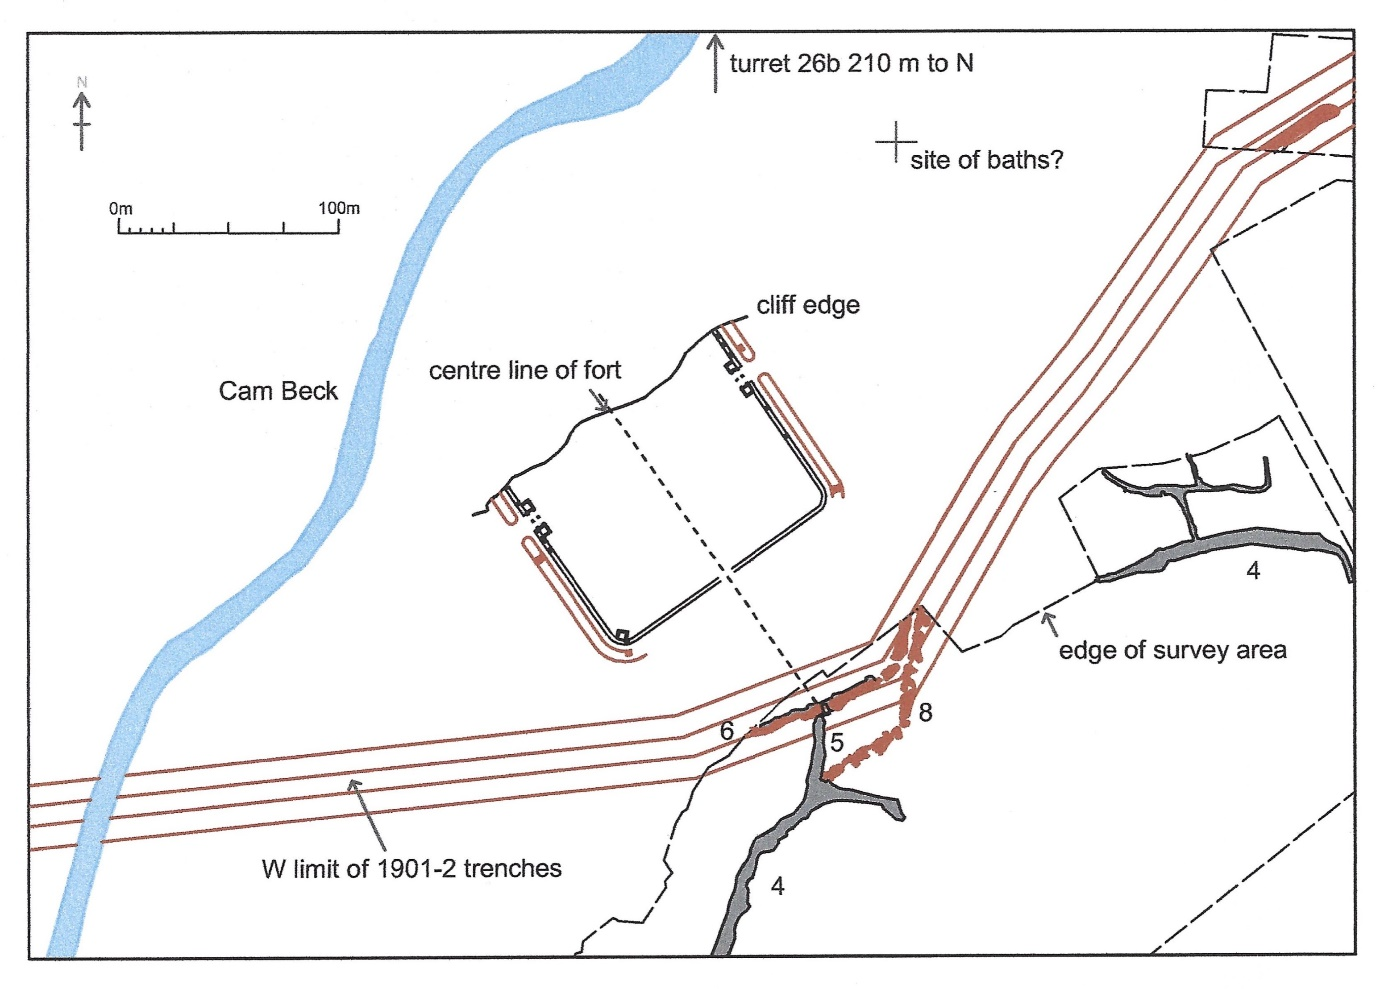 turret 26b 210 m to N
N
site of baths?
0m 100m
cliff edge
centre line of fort
Cam Beck
4
edge of survey area
8
6
5
W limit of 1901-2 trenches
4